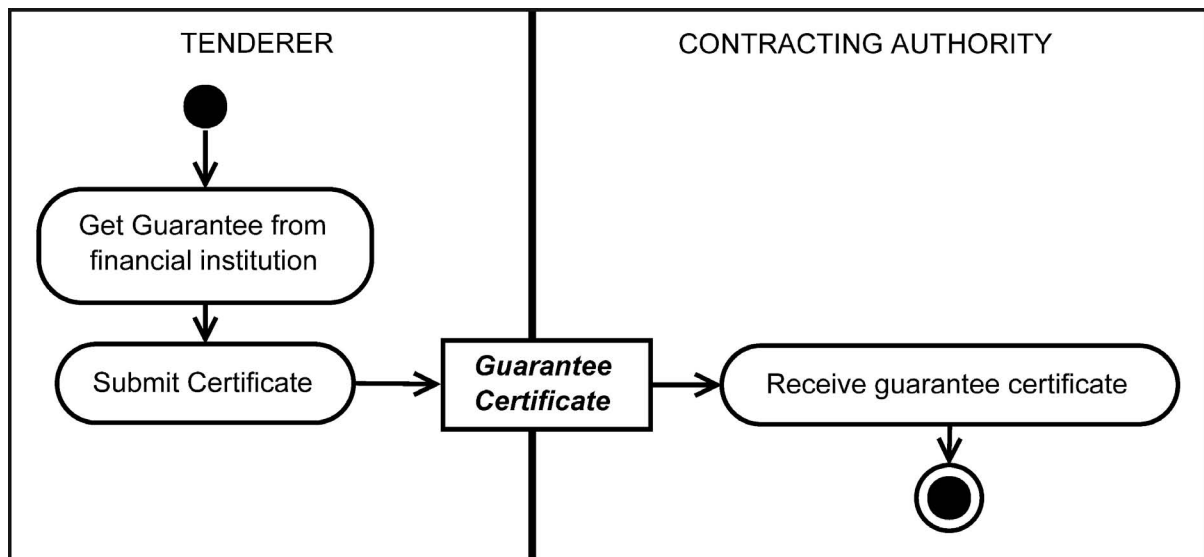 TENDERER
CONTRACTING AUTHORITY
Get Guarantee from
financial institution
Submit Certificate
Guarantee
Certificate
Receive guarantee certificate